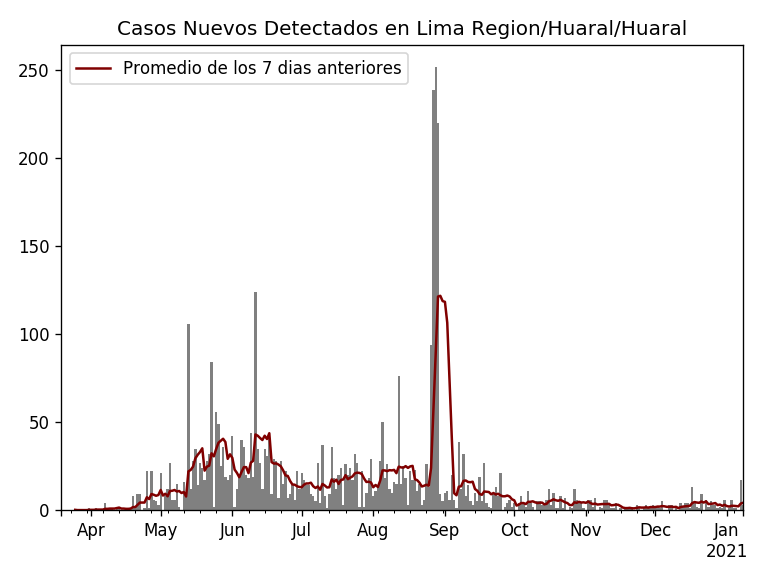 Casos Nuevos Detectados en Lima Region/Huaral/Huaral
Promedio de los 7 dias anteriores
250
200
150
100
50
0
Apr May Jun Jul Aug Sep Oct Nov Dec Jan
2021